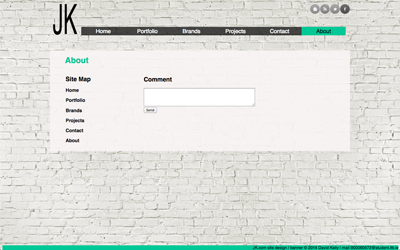 JK
Home Portfolio Brands Projects Contact About
About
Site Map
Home
Portfolio
Brands
Projects
Contact
About
Comment
Send